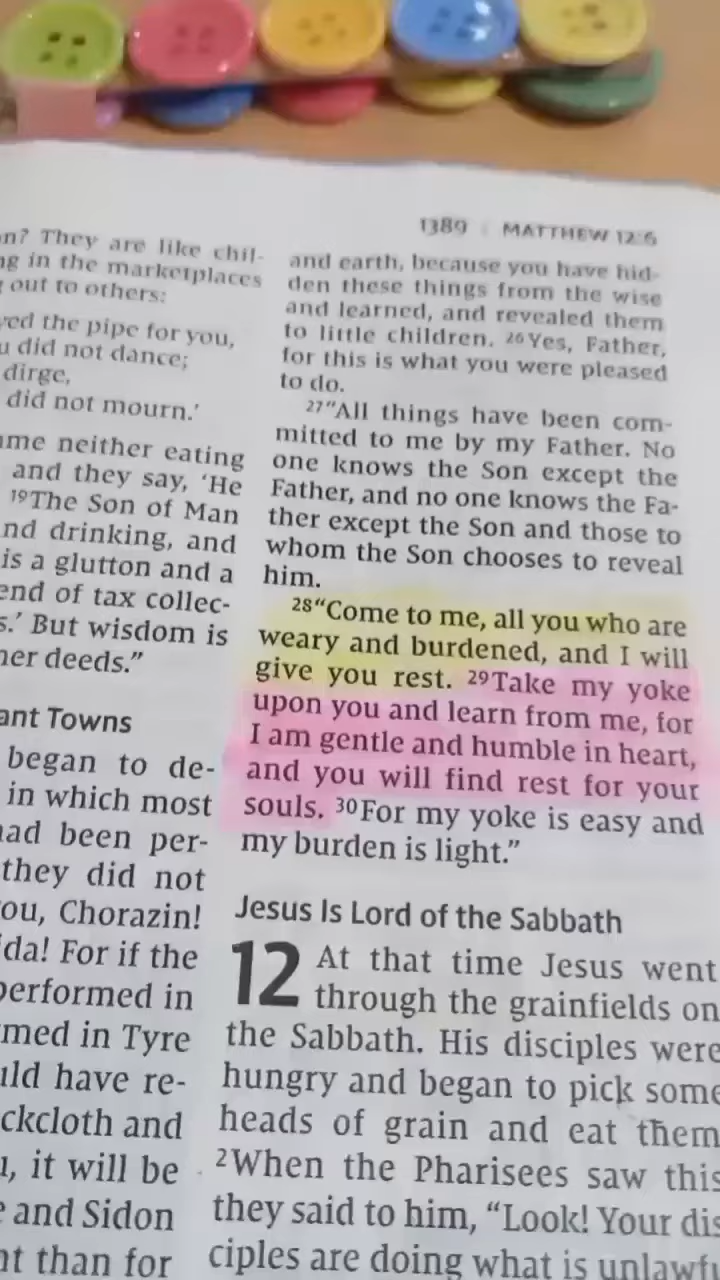 1389 MATTHEW 12:6
n? They are like chil-
ng in the marketplaces
out to others:
ved the pipe for you,
u did not dance;
dirge,
did not mourn.'
ame neither eating
and they say, 'He
19The Son of Man
nd drinking, and
is a glutton and a
end of tax collec-
s.' But wisdom is
her deeds."
ant Towns
began to de-
in which most
had been per-
they did not
ou, Chorazin!
ida! For if the
performed in
rmed in Tyre
uld have re-
ckcloth and
u, it will be
e and Sidon
nt than for
and earth, because you have hid-
den these things from the wise
and learned, and revealed them
to little children. 26Yes, Father,
for this is what you were pleased
to do.
27"All things have been com-
mitted to me by my Father. No
one knows the Son except the
Father, and no one knows the Fa-
ther except the Son and those to
whom the Son chooses to reveal
him.
28"Come to me, all you who are
weary and burdened, and I will
give you rest. 29Take my yoke
upon you and learn from me, for
I am gentle and humble in heart,
and you will find rest for your
souls. 30For my yoke is easy and
my burden is light."
Jesus Is Lord of the Sabbath
12 At that time Jesus went
through the grainfields on
the Sabbath. His disciples were
hungry and began to pick some
heads of grain and eat them
2When the Pharisees saw this
they said to him, "Look! Your dis
ciples are doing what is unlawfu